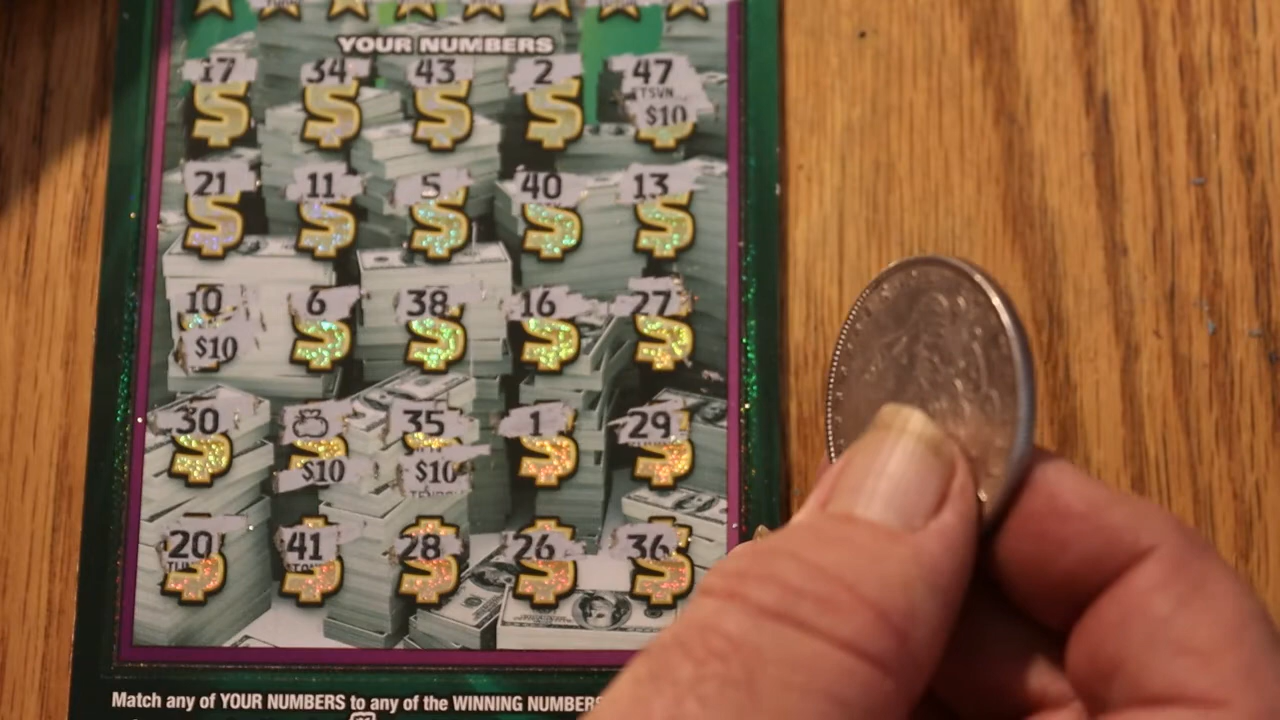 YOUR NUMBERS
17 34 43 2 47
$10
21 11 5 40 13
10 6 38 16 27
$10
30 35 1 29
$10 $10
20 41 28 26 36
Match any of YOUR NUMBERS to any of the WINNING NUMBERS